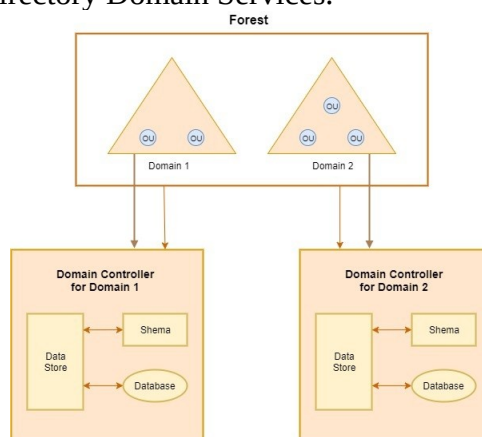 irectory Domain Services.
Forest
OU
OU OU OU OU
Domain 1 Domain 2
Domain Controller
for Domain 1
Domain Controller
for Domain 2
Shema
Data
Store
Database
Shema
Data
Store
Database